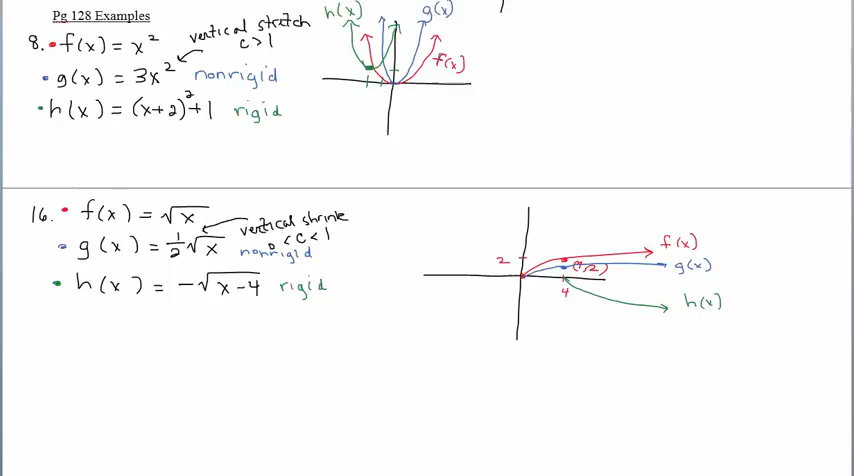 Pg 128 Examples
vertical stretch
c > 1
8. f(x) = x²
g(x) = 3x² nonrigid
h(x) = (x+2)² + 1 rigid
h(x) g(x)
f(x)
16. f(x) = √x
vertical shrink
0 < c < 1
g(x) = ½√x nonrigid
h(x) = -√x-4 rigid
f(x)
2 g(x)
4
h(x)